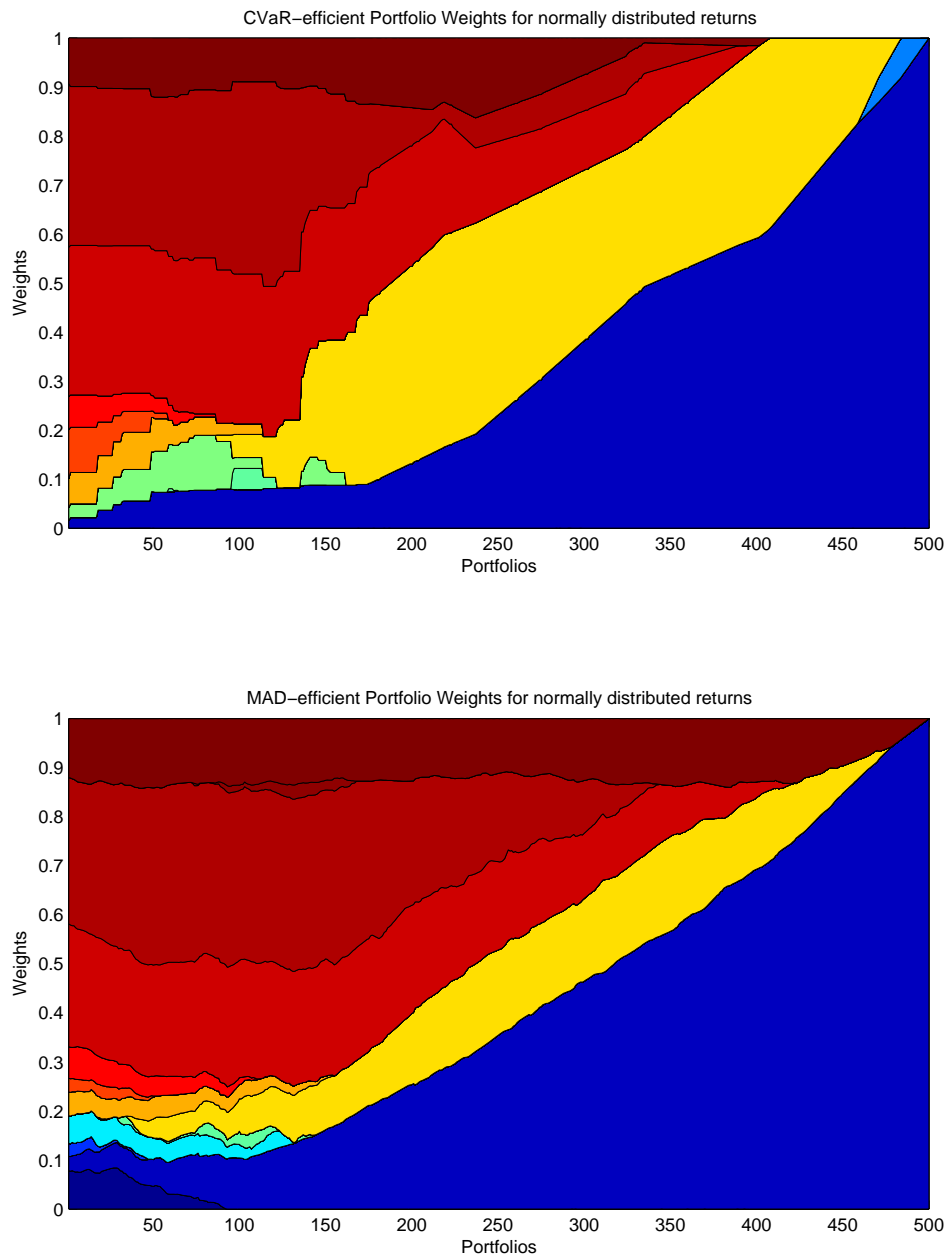 CVaR−efficient Portfolio Weights for normally distributed returns
1
0.9
0.8
0.7
0.6
0.5
0.4
0.3
0.2
0.1
0
Weights
50 100 150 200 250 300 350 400 450 500
Portfolios
MAD−efficient Portfolio Weights for normally distributed returns
1
0.9
0.8
0.7
0.6
0.5
0.4
0.3
0.2
0.1
0
Weights
50 100 150 200 250 300 350 400 450 500
Portfolios